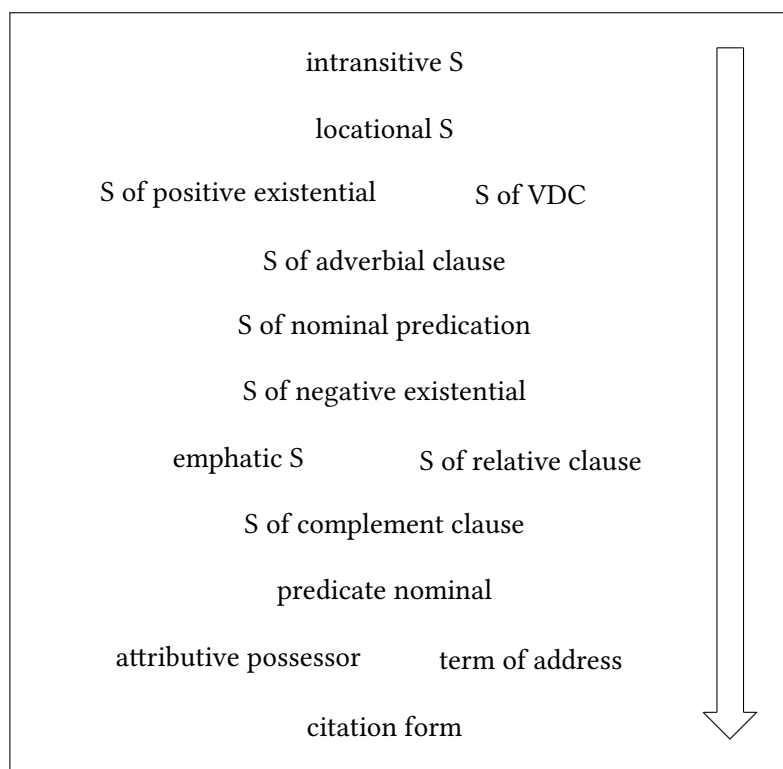 intransitive S
locational S
S of positive existential S of VDC
S of adverbial clause
S of nominal predication
S of negative existential
emphatic S S of relative clause
S of complement clause
predicate nominal
attributive possessor term of address
citation form